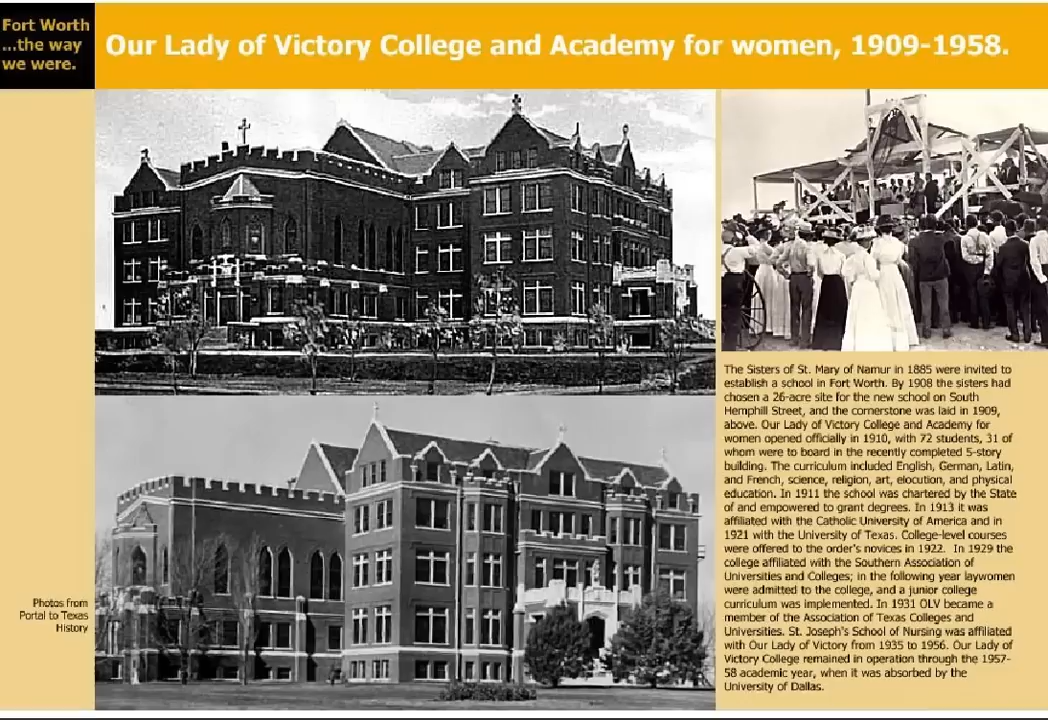 Fort Worth
...the way
we were.
Our Lady of Victory College and Academy for women, 1909-1958.
The Sisters of St. Mary of Namur in 1885 were invited to
establish a school in Fort Worth. By 1908 the sisters had
chosen a 26-acre site for the new school on South
Hemphill Street, and the cornerstone was laid in 1909,
above. Our Lady of Victory College and Academy for
women opened officially in 1910, with 72 students, 31 of
whom were to board in the recently completed 5-story
building. The curriculum included English, German, Latin,
and French, science, religion, art, elocution, and physical
education. In 1911 the school was chartered by the State
of and empowered to grant degrees. In 1913 it was
affiliated with the Catholic University of America and in
1921 with the University of Texas. College-level courses
were offered to the order's novices in 1922. In 1929 the
college affiliated with the Southern Association of
Universities and Colleges; in the following year laywomen
were admitted to the college, and a junior college
curriculum was implemented. In 1931 OLV became a
member of the Association of Texas Colleges and
Universities. St. Joseph's School of Nursing was affiliated
with Our Lady of Victory from 1935 to 1956. Our Lady of
Victory College remained in operation through the 1957-
58 academic year, when it was absorbed by the
University of Dallas.
Photos from
Portal to Texas
History